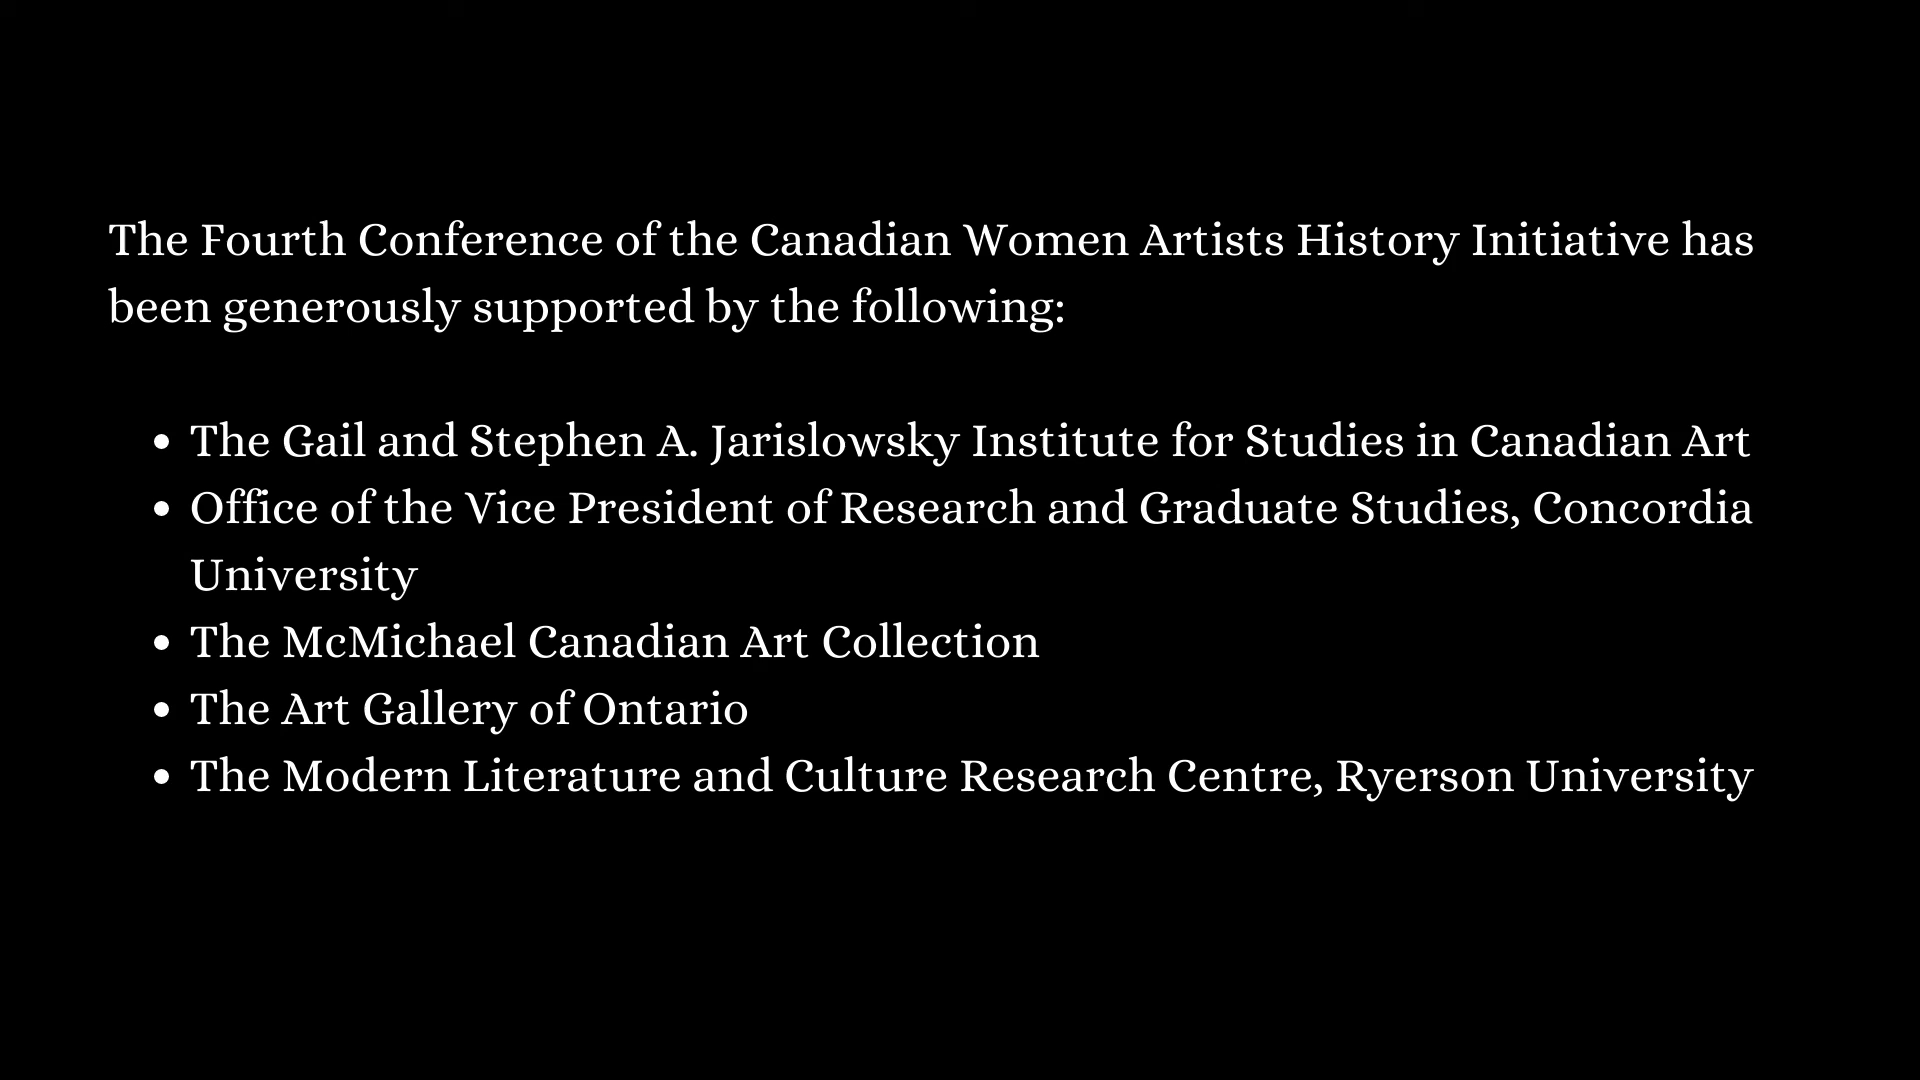 The Fourth Conference of the Canadian Women Artists History Initiative has
been generously supported by the following:
• The Gail and Stephen A. Jarislowsky Institute for Studies in Canadian Art
• Office of the Vice President of Research and Graduate Studies, Concordia
University
• The McMichael Canadian Art Collection
• The Art Gallery of Ontario
• The Modern Literature and Culture Research Centre, Ryerson University